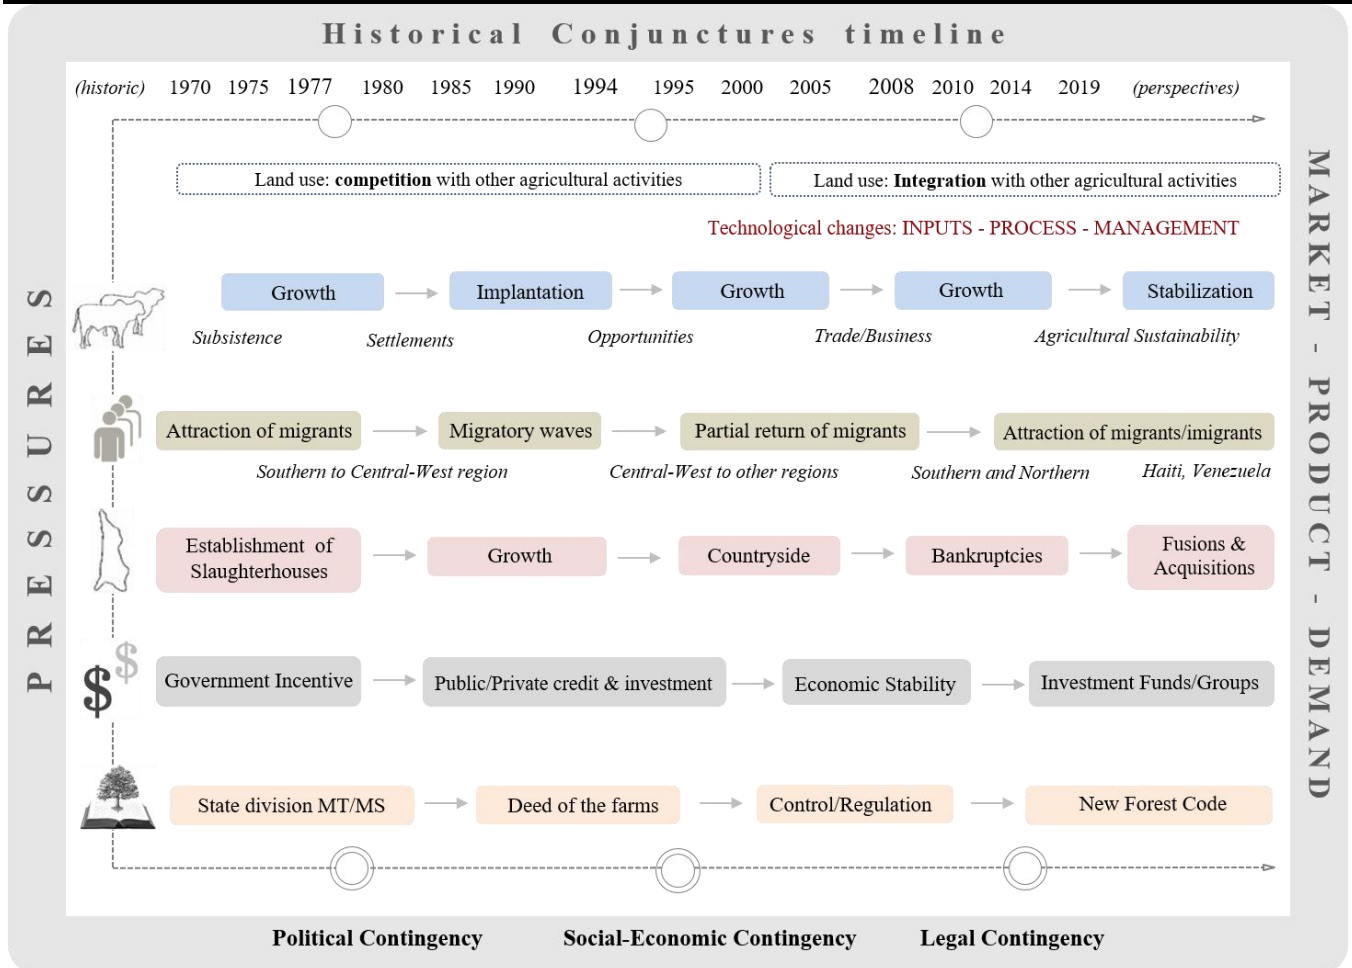 Historical Conjunctures timeline
(historic) 1970 1975 1977 1980 1985 1990 1994 1995 2000 2005 2008 2010 2014 2019 (perspectives)
Land use: competition with other agricultural activities
Land use: Integration with other agricultural activities
Technological changes: INPUTS - PROCESS - MANAGEMENT
Growth
Implantation
Growth
Growth
Stabilization
Subsistence
Settlements
Opportunities
Trade/Business
Agricultural Sustainability
Attraction of migrants
Migratory waves
Partial return of migrants
Attraction of migrants/imigrants
Southern to Central-West region
Central-West to other regions
Southern and Northern
Haiti, Venezuela
Establishment of
Slaughterhouses
Growth
Countryside
Bankruptcies
Fusions &
Acquisitions
$ $
Government Incentive
Public/Private credit & investment
Economic Stability
Investment Funds/Groups
State division MT/MS
Deed of the farms
Control/Regulation
New Forest Code
Political Contingency
Social-Economic Contingency
Legal Contingency
PRESSURES
MARKET - PRODUCT - DEMAND